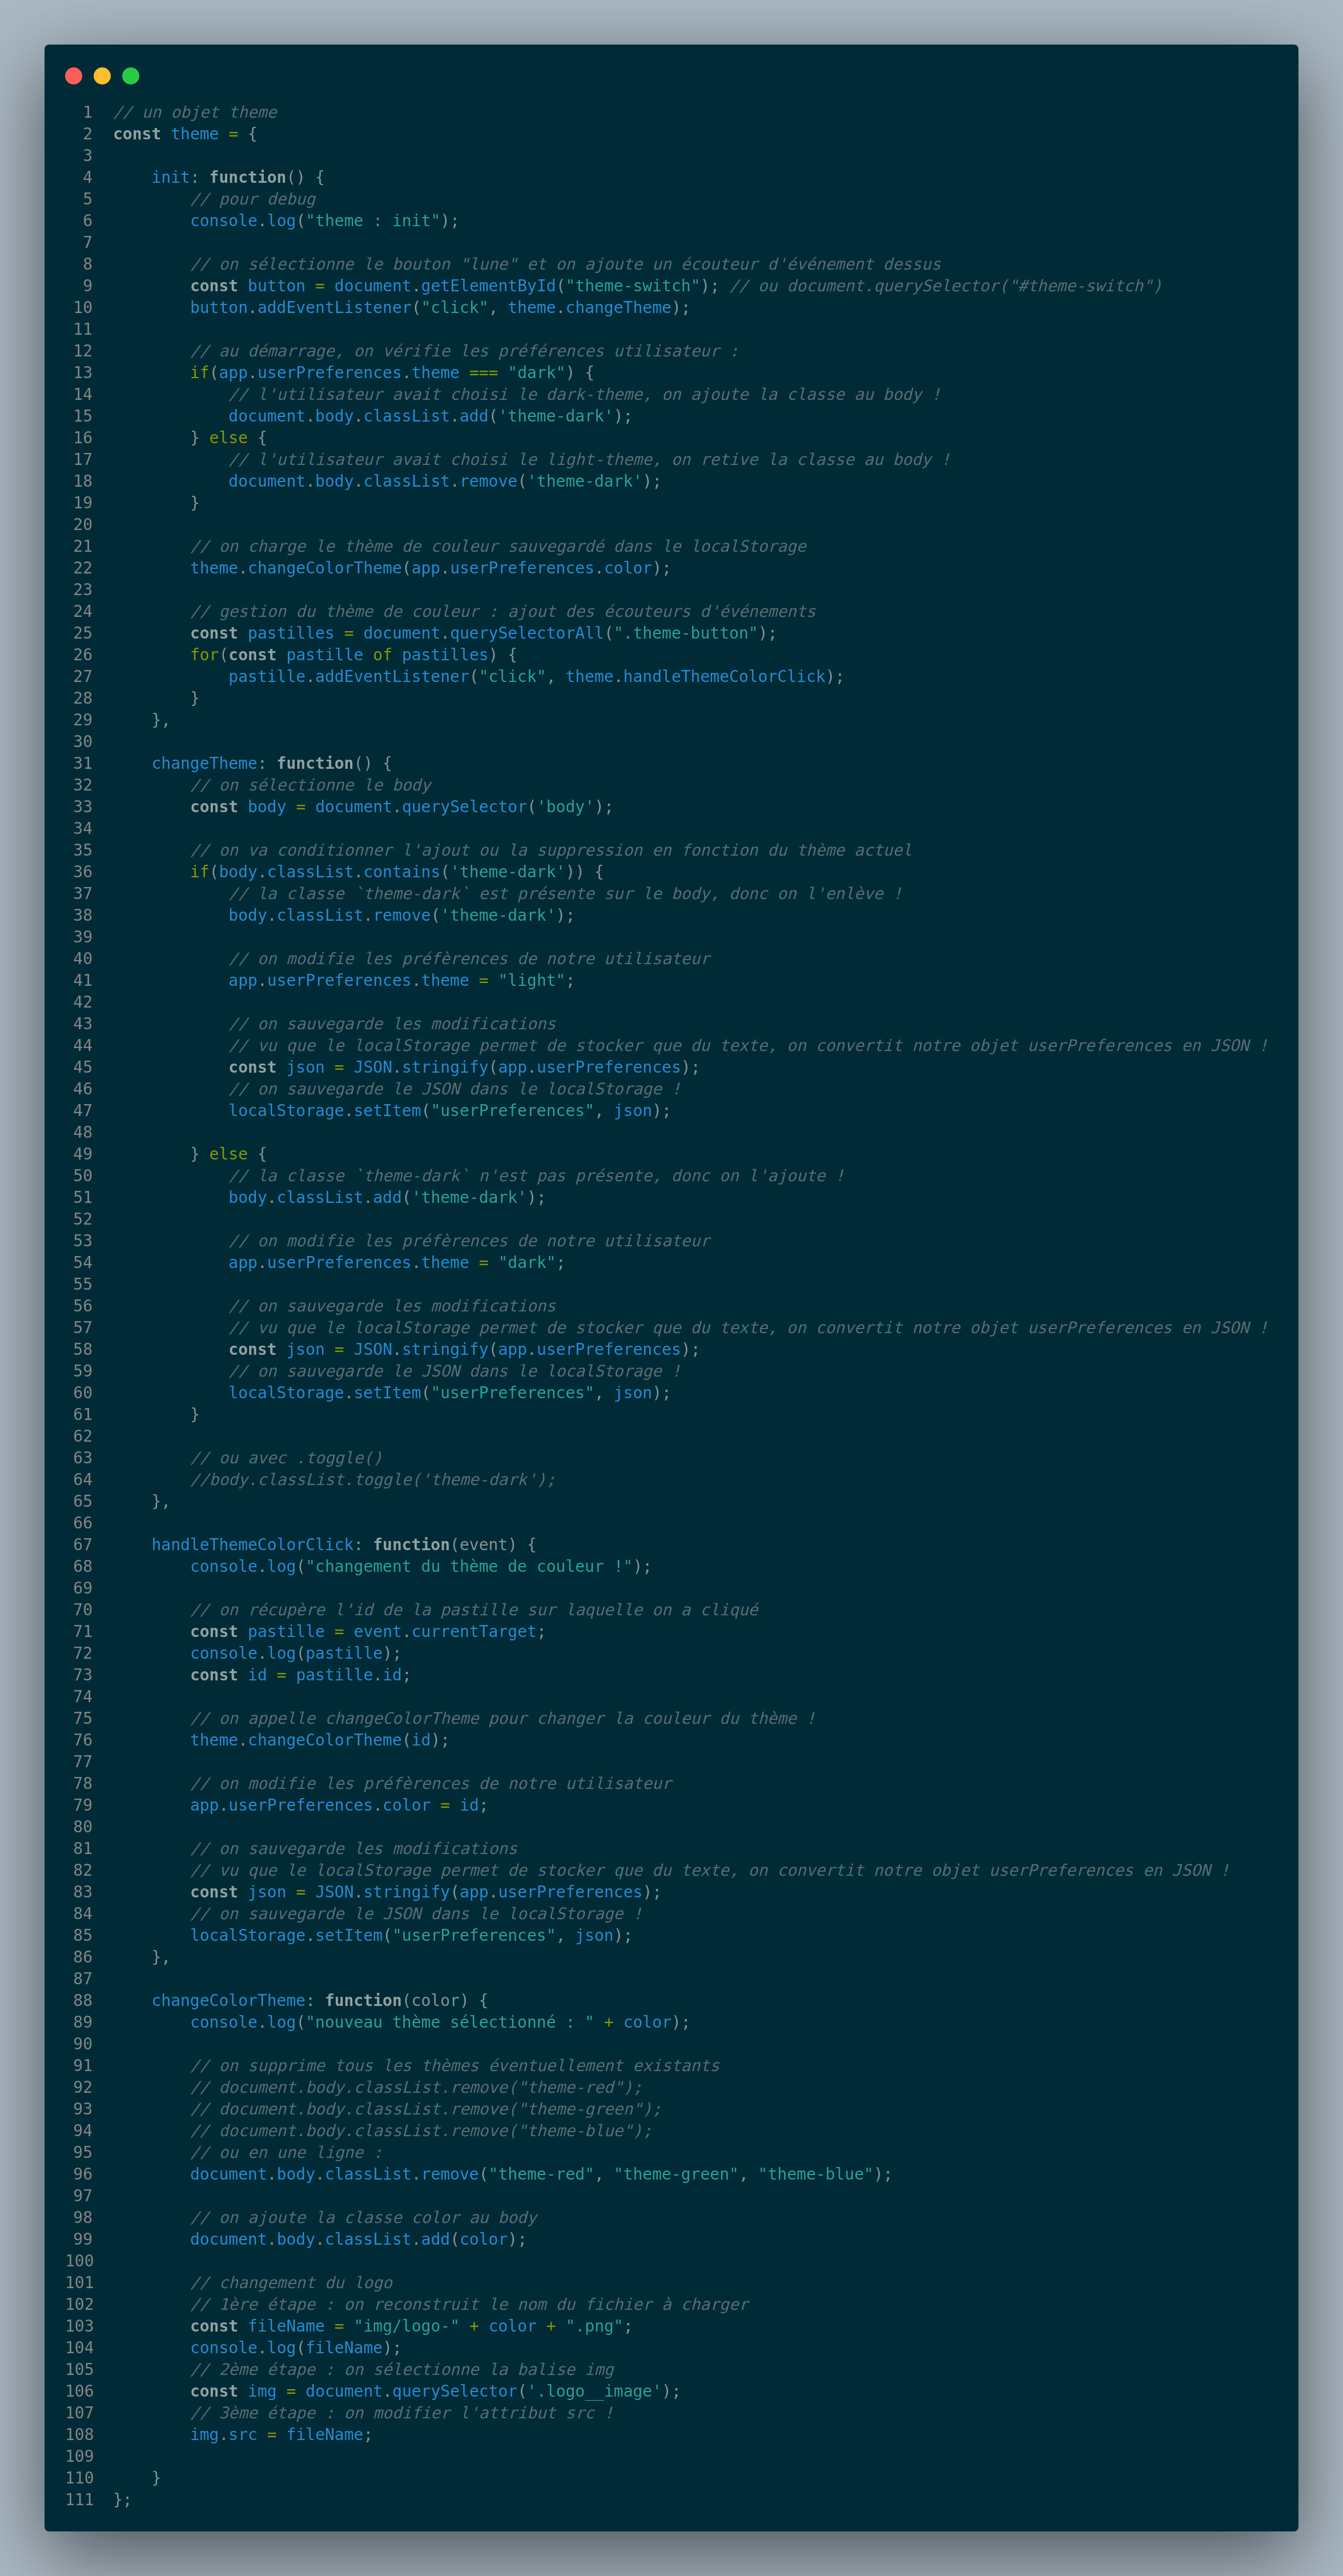 1 // un objet theme
2 const theme = {
3
4     init: function() {
5         // pour debug
6         console.log("theme : init");
7
8         // on sélectionne le bouton "lune" et on ajoute un écouteur d'événement dessus
9         const button = document.getElementById("theme-switch"); // ou document.querySelector("#theme-switch")
10         button.addEventListener("click", theme.changeTheme);
11
12         // au démarrage, on vérifie les préférences utilisateur :
13         if(app.userPreferences.theme === "dark") {
14             // l'utilisateur avait choisi le dark-theme, on ajoute la classe au body !
15             document.body.classList.add('theme-dark');
16         } else {
17             // l'utilisateur avait choisi le light-theme, on retive la classe au body !
18             document.body.classList.remove('theme-dark');
19         }
20
21         // on charge le thème de couleur sauvegardé dans le localStorage
22         theme.changeColorTheme(app.userPreferences.color);
23
24         // gestion du thème de couleur : ajout des écouteurs d'événements
25         const pastilles = document.querySelectorAll(".theme-button");
26         for(const pastille of pastilles) {
27             pastille.addEventListener("click", theme.handleThemeColorClick);
28         }
29     },
30
31     changeTheme: function() {
32         // on sélectionne le body
33         const body = document.querySelector('body');
34
35         // on va conditionner l'ajout ou la suppression en fonction du thème actuel
36         if(body.classList.contains('theme-dark')) {
37             // la classe `theme-dark` est présente sur le body, donc on l'enlève !
38             body.classList.remove('theme-dark');
39
40             // on modifie les préfèrences de notre utilisateur
41             app.userPreferences.theme = "light";
42
43             // on sauvegarde les modifications
44             // vu que le localStorage permet de stocker que du texte, on convertit notre objet userPreferences en JSON !
45             const json = JSON.stringify(app.userPreferences);
46             // on sauvegarde le JSON dans le localStorage !
47             localStorage.setItem("userPreferences", json);
48
49         } else {
50             // la classe `theme-dark` n'est pas présente, donc on l'ajoute !
51             body.classList.add('theme-dark');
52
53             // on modifie les préfèrences de notre utilisateur
54             app.userPreferences.theme = "dark";
55
56             // on sauvegarde les modifications
57             // vu que le localStorage permet de stocker que du texte, on convertit notre objet userPreferences en JSON !
58             const json = JSON.stringify(app.userPreferences);
59             // on sauvegarde le JSON dans le localStorage !
60             localStorage.setItem("userPreferences", json);
61         }
62
63         // ou avec .toggle()
64         //body.classList.toggle('theme-dark');
65     },
66
67     handleThemeColorClick: function(event) {
68         console.log("changement du thème de couleur !");
69
70         // on récupère l'id de la pastille sur laquelle on a cliqué
71         const pastille = event.currentTarget;
72         console.log(pastille);
73         const id = pastille.id;
74
75         // on appelle changeColorTheme pour changer la couleur du thème !
76         theme.changeColorTheme(id);
77
78         // on modifie les préfèrences de notre utilisateur
79         app.userPreferences.color = id;
80
81         // on sauvegarde les modifications
82         // vu que le localStorage permet de stocker que du texte, on convertit notre objet userPreferences en JSON !
83         const json = JSON.stringify(app.userPreferences);
84         // on sauvegarde le JSON dans le localStorage !
85         localStorage.setItem("userPreferences", json);
86     },
87
88     changeColorTheme: function(color) {
89         console.log("nouveau thème sélectionné : " + color);
90
91         // on supprime tous les thèmes éventuellement existants
92         // document.body.classList.remove("theme-red");
93         // document.body.classList.remove("theme-green");
94         // document.body.classList.remove("theme-blue");
95         // ou en une ligne :
96         document.body.classList.remove("theme-red", "theme-green", "theme-blue");
97
98         // on ajoute la classe color au body
99         document.body.classList.add(color);
100
101         // changement du logo
102         // 1ère étape : on reconstruit le nom du fichier à charger
103         const fileName = "img/logo-" + color + ".png";
104         console.log(fileName);
105         // 2ème étape : on sélectionne la balise img
106         const img = document.querySelector('.logo__image');
107         // 3ème étape : on modifier l'attribut src !
108         img.src = fileName;
109
110     }
111 };